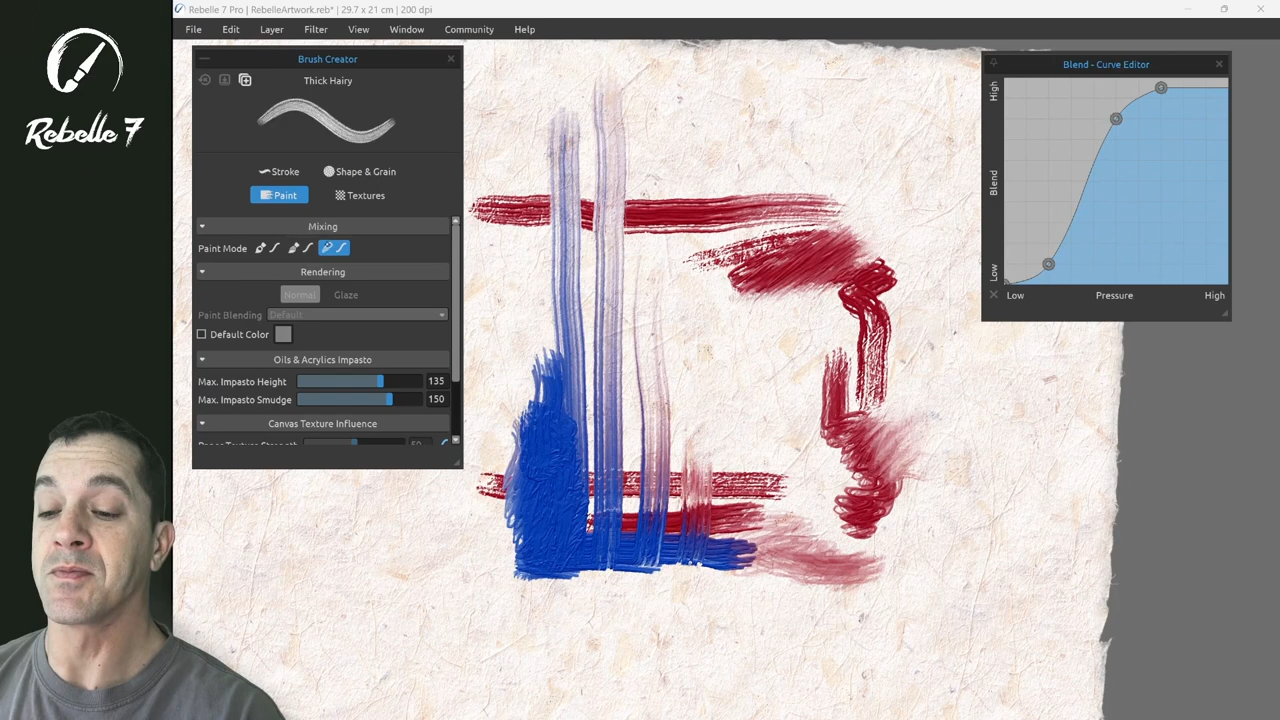 Rebelle 7 Pro | RebelleArtwork.reb* | 29.7 x 21 cm | 200 dpi
File Edit Layer Filter View Window Community Help
Rebelle 7
Brush Creator
Thick Hairy
Stroke Shape & Grain
Paint Textures
Mixing
Paint Mode
Rendering
Normal Glaze
Paint Blending Default
Default Color
Oils & Acrylics Impasto
Max. Impasto Height 135
Max. Impasto Smudge 150
Canvas Texture Influence
Blend - Curve Editor
High
Blend
Low
Low Pressure High